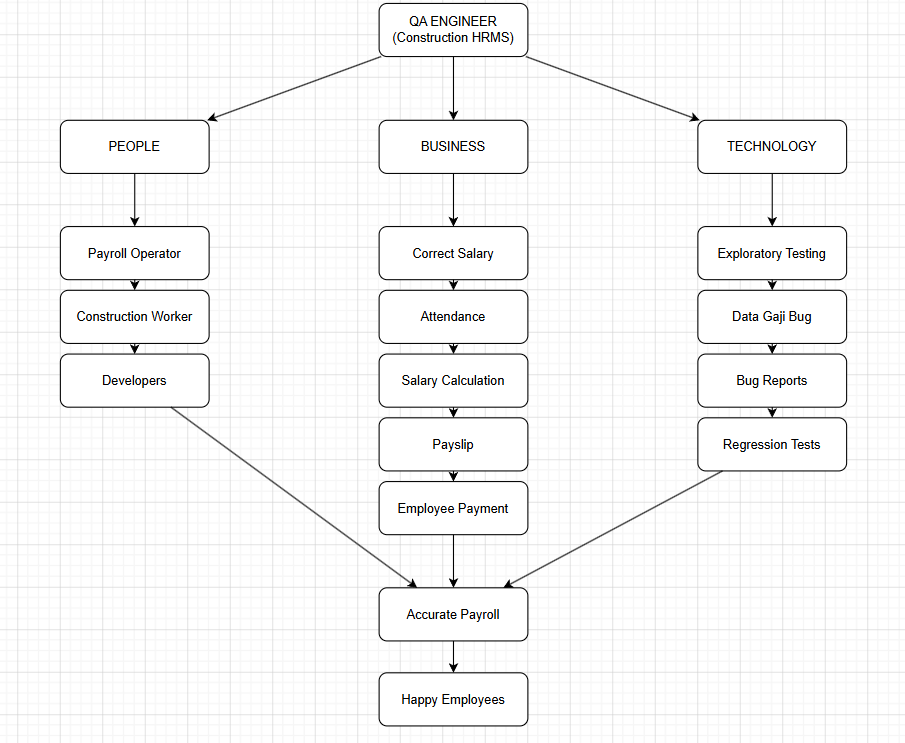 QA ENGINEER
(Construction HRMS)
PEOPLE
BUSINESS
TECHNOLOGY
Payroll Operator
Correct Salary
Exploratory Testing
Construction Worker
Attendance
Data Gaji Bug
Developers
Salary Calculation
Bug Reports
Payslip
Regression Tests
Employee Payment
Accurate Payroll
Happy Employees